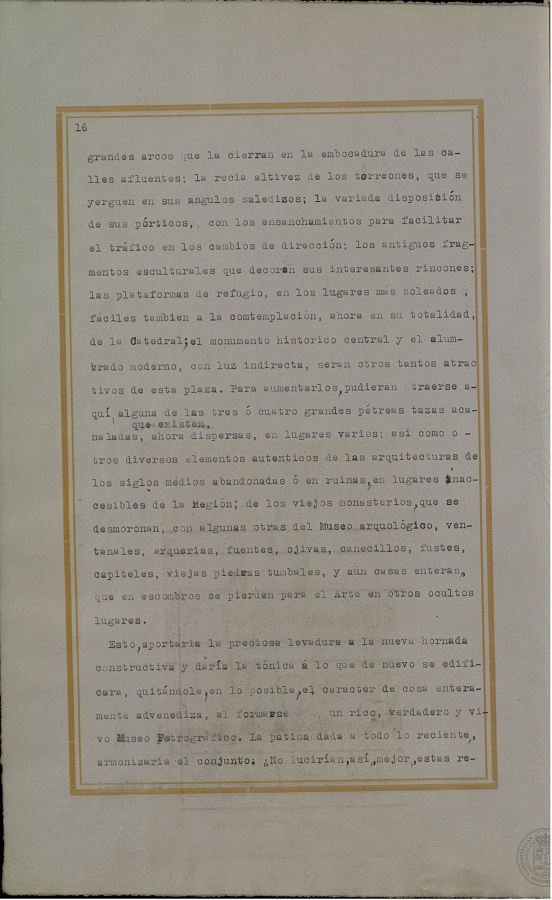 16
grandes arcos que la cierran en la embocadura de las ca-
lles afluentes; la recia altivez de los torreones, que se
yerguen en sus angulos saledizos; la variada disposición
de sus pórticos,, con los ensanchamientos para facilitar
el tráfico en los cambios de dirección; los antiguos frag-
mentos esculturales que decoren sus interesantes rincones;
las plataformas de refugio, en los lugares más soleados ,
fáciles tambien a la comtemplación, ahora en su totalidad,
de la Catedral;el monumento historico central y el alum-
brado moderno, con luz indirecta, seran otros tantos atrac
tivos de esta plaza. Para aumentarlos,pudieran traerse a-
quí alguna de las tres ó cuatro grandes pétreas tazas aca-
que existen,
naladas, ahora dispersas, en lugares varios; así como o -
tros diversos elementos autenticos de las arquitecturas de
los siglos médios abandonadas ó en ruinas,en lugares inac-
cesibles de la Región; de los viejos monasterios,que se
desmoronan, con algunas otras del Museo arquológico, ven-
tanales, arquerias, fuentes, ojivas, canecillos, fustes,
capiteles, viejas piedras tumbales, y aun casas enteras,,
que en escombros se pierden para el Arte en otros ocultos
lugares.
Esto,aportaria la preciosa levadura a la nueva hornada
constructiva y daría la tónica á lo que de nuevo se edifi-
cara, quitándole,en lo posible,el caracter de cosa entera-
mente advenediza, al formarse un rico, verdadero y vi-
vo Museo Petrográfico. La patina dada a todo lo reciente,,
armonizaria el conjunto. ¿No lucirían,así,,mejor,,estas re-